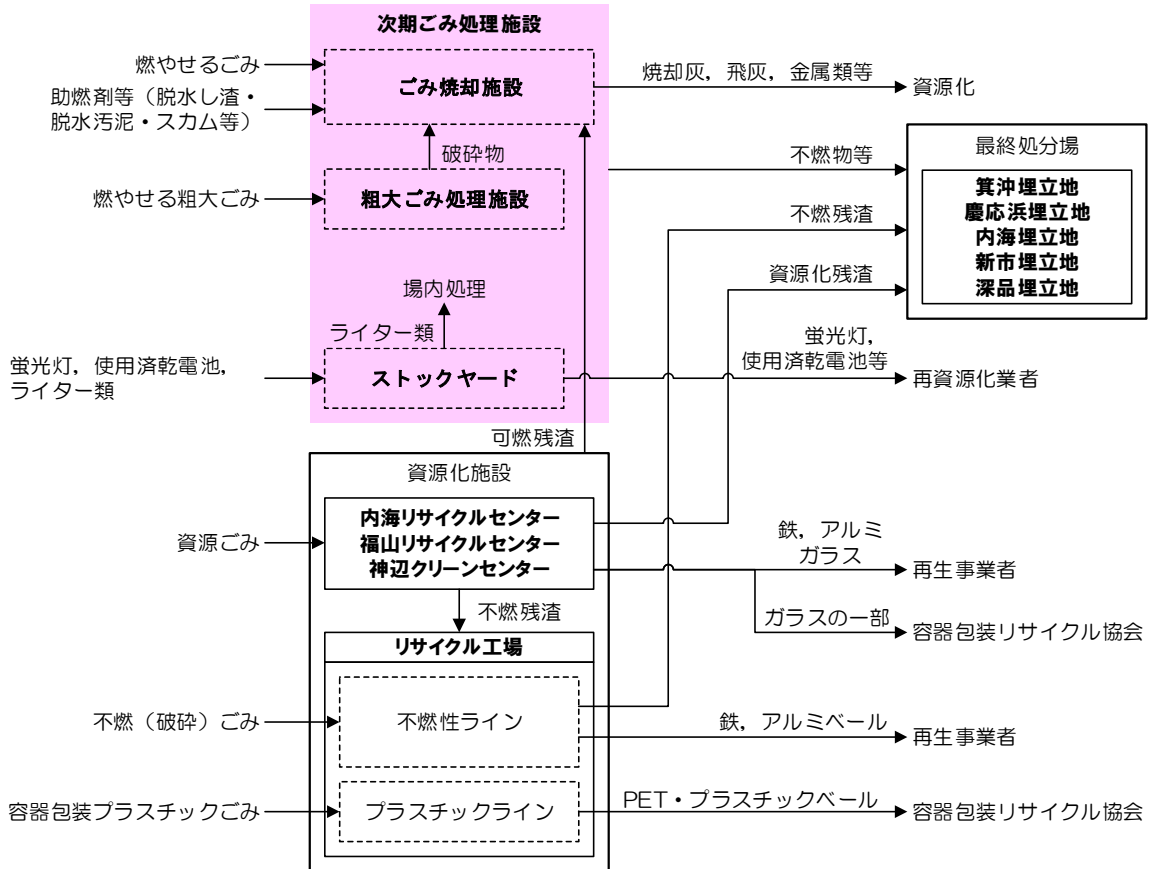 次期ごみ処理施設
燃やせるごみ
ごみ焼却施設
焼却灰，飛灰，金属類等
資源化
助燃剤等（脱水し渣・
脱水汚泥・スカム等）
破砕物
燃やせる粗大ごみ
粗大ごみ処理施設
不燃物等
不燃残渣
資源化残渣
最終処分場
箕沖埋立地
慶応浜埋立地
内海埋立地
新市埋立地
深品埋立地
場内処理
ライター類
蛍光灯，使用済乾電池，
ライター類
ストックヤード
蛍光灯，
使用済乾電池等
再資源化業者
可燃残渣
資源化施設
資源ごみ
内海リサイクルセンター
福山リサイクルセンター
神辺クリーンセンター
鉄，アルミ
ガラス
再生事業者
ガラスの一部
容器包装リサイクル協会
不燃残渣
リサイクル工場
不燃（破砕）ごみ
不燃性ライン
鉄，アルミベール
再生事業者
容器包装プラスチックごみ
プラスチックライン
PET・プラスチックベール
容器包装リサイクル協会